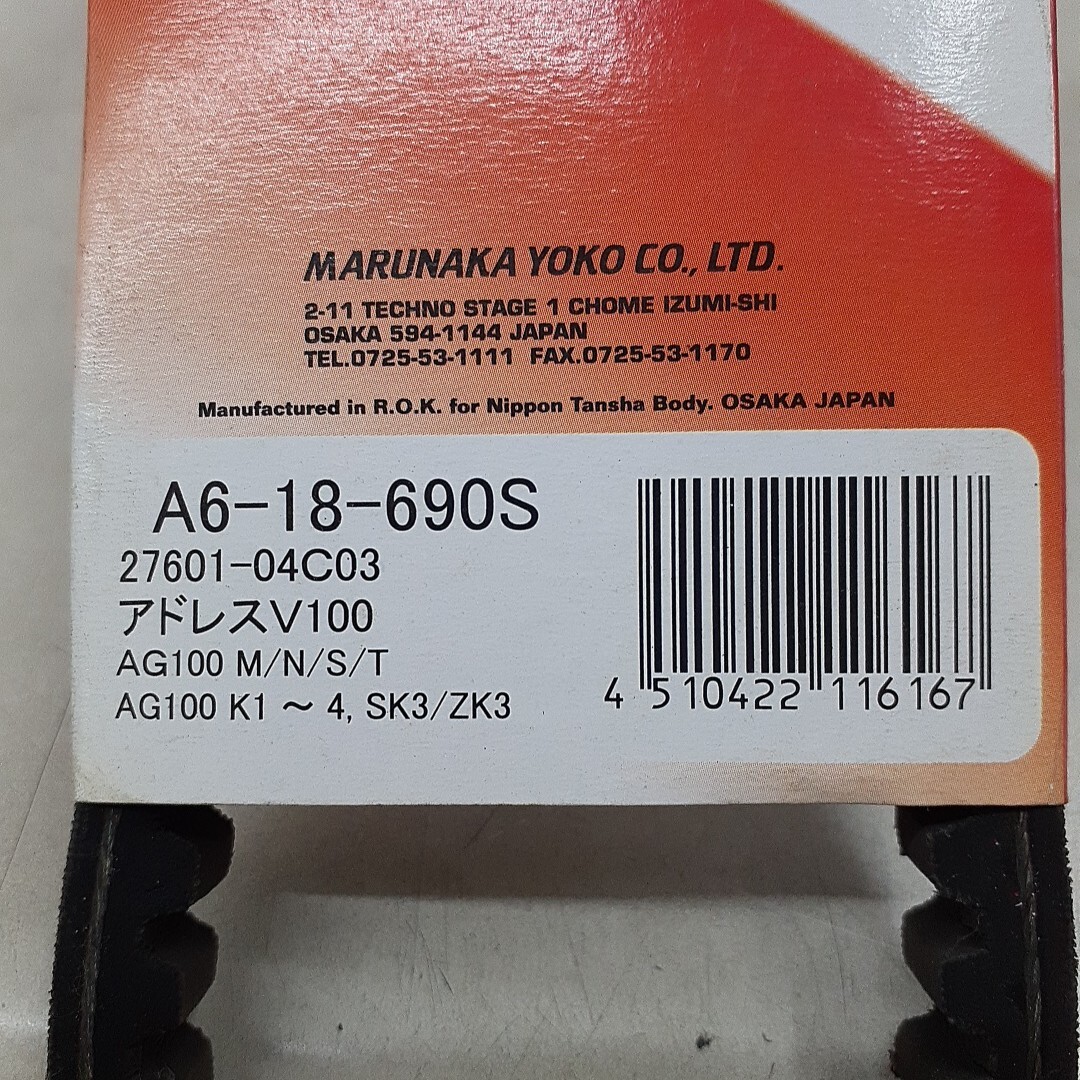 MARUNAKA YOKO CO., LTD.
2-11 TECHNO STAGE 1 CHOME IZUMI-SHI
OSAKA 594-1144 JAPAN
TEL.0725-53-1111 FAX.0725-53-1170
Manufactured in R.O.K. for Nippon Tansha Body. OSAKA JAPAN
A6-18-690S
27601-04C03
アドレスV100
AG100 M/N/S/T
AG100 K1 ～ 4, SK3/ZK3
4 510422 116167